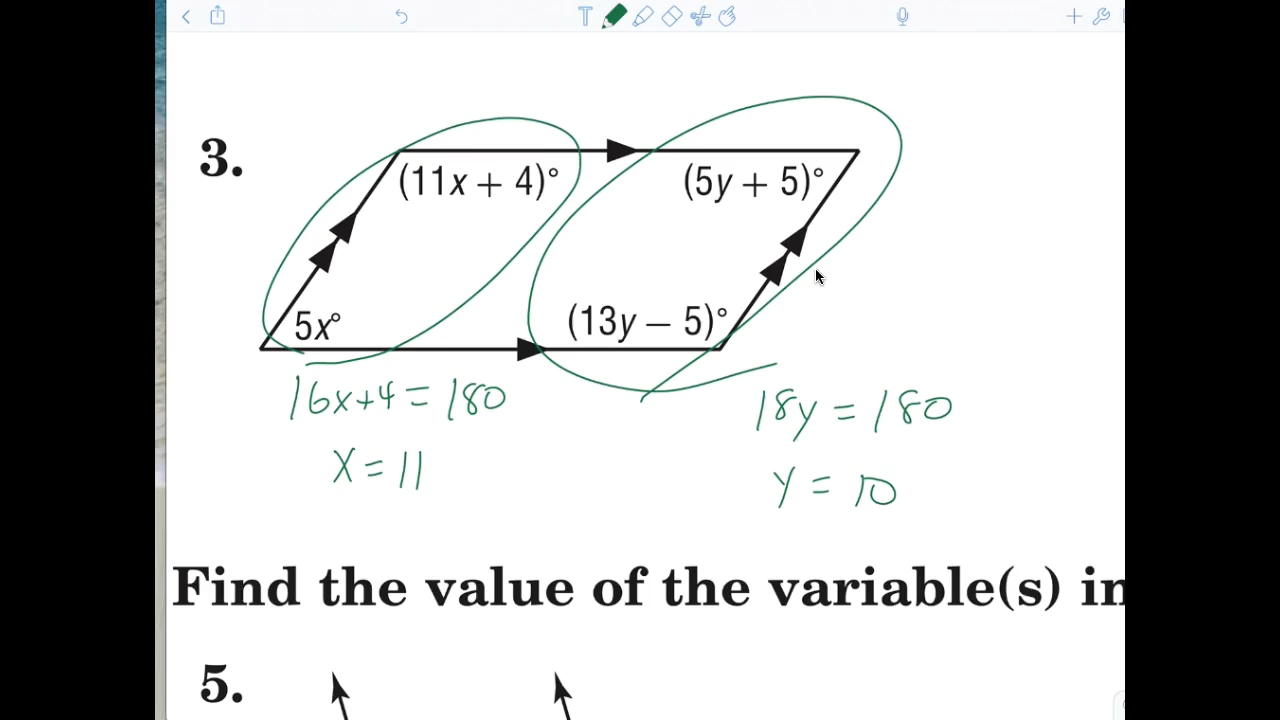 3.
(11x + 4)°
(5y + 5)°
5x°
(13y – 5)°
16x+4 = 180
18y = 180
x = 11
y = 10
Find the value of the variable(s) in
5.